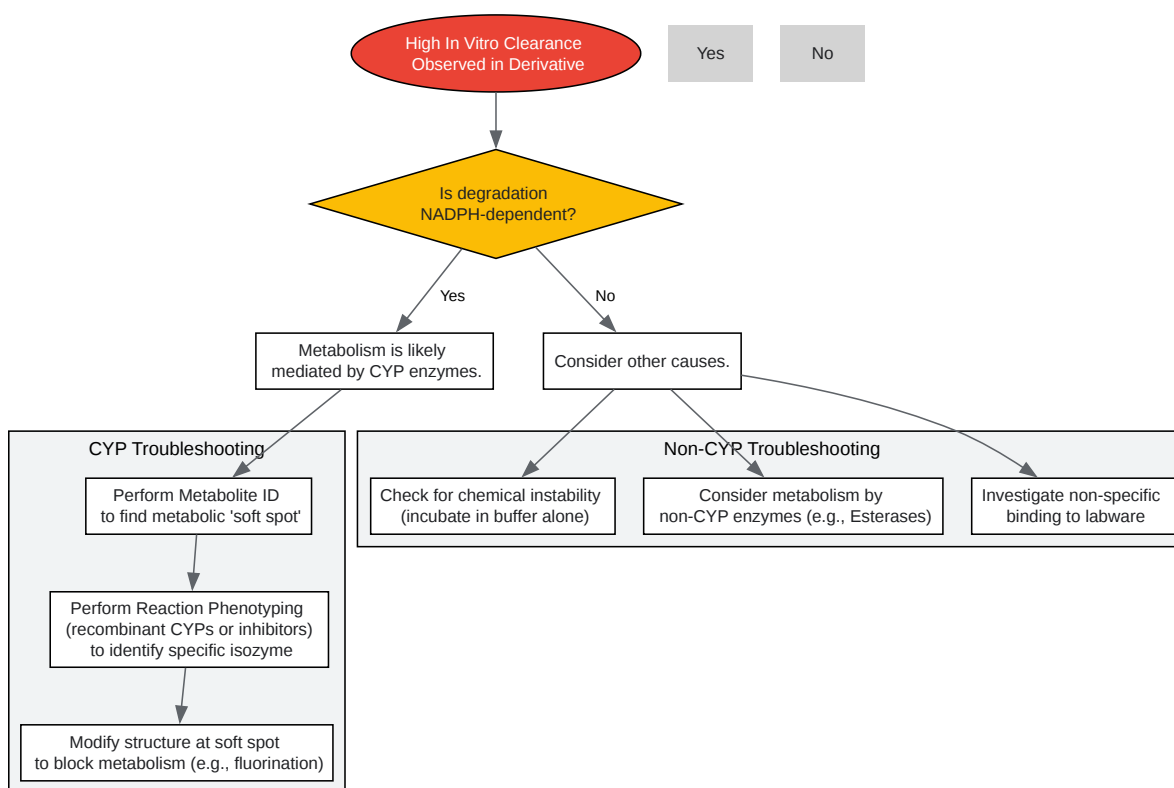 High In Vitro Clearance
Observed in Derivative
Yes
No
Is degradation
NADPH-dependent?
Yes
No
Metabolism is likely
mediated by CYP enzymes.
Consider other causes.
CYP Troubleshooting
Perform Metabolite ID
to find metabolic 'soft spot'
Perform Reaction Phenotyping
(recombinant CYPs or inhibitors)
to identify specific isozyme
Modify structure at soft spot
to block metabolism (e.g., fluorination)
Non-CYP Troubleshooting
Check for chemical instability
(incubate in buffer alone)
Consider metabolism by
non-CYP enzymes (e.g., Esterases)
Investigate non-specific
binding to labware